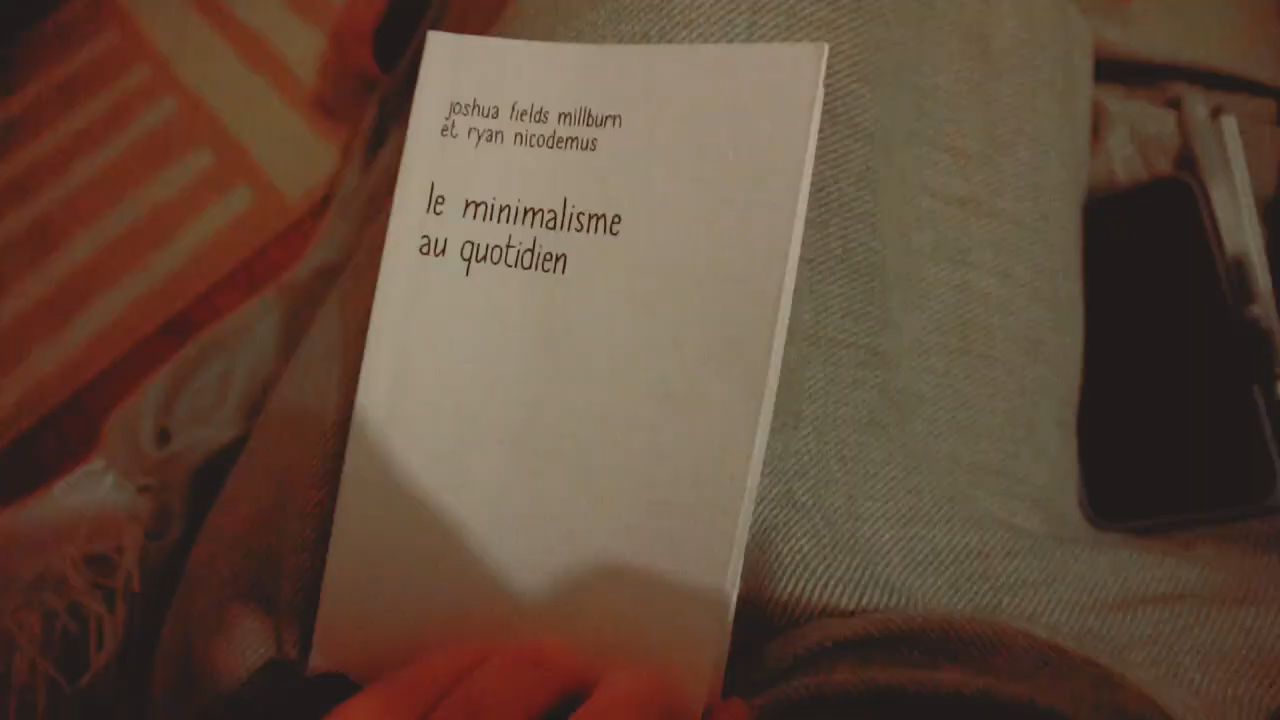 joshua fields millburn
et ryan nicodemus
le minimalisme
au quotidien